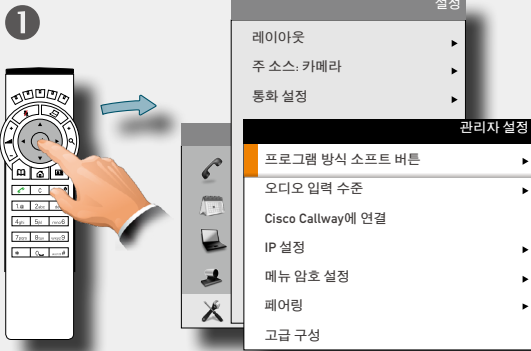 1
설정
레이아웃
주 소스: 카메라
통화 설정
관리자 설정
프로그램 방식 소프트 버튼
오디오 입력 수준
Cisco Callway에 연결
IP 설정
메뉴 암호 설정
페어링
고급 구성
C